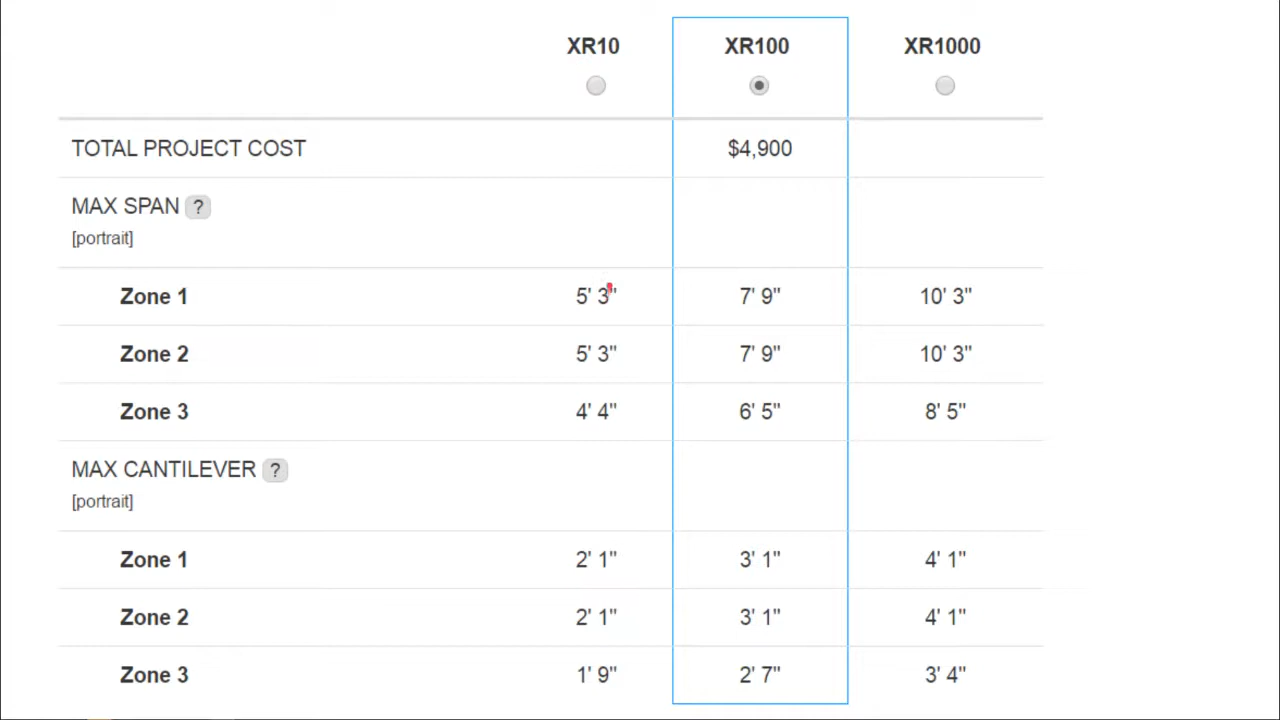 XR10 XR100 XR1000
TOTAL PROJECT COST $4,900
MAX SPAN ?
[portrait]
Zone 1 5' 3" 7' 9" 10' 3"
Zone 2 5' 3" 7' 9" 10' 3"
Zone 3 4' 4" 6' 5" 8' 5"
MAX CANTILEVER ?
[portrait]
Zone 1 2' 1" 3' 1" 4' 1"
Zone 2 2' 1" 3' 1" 4' 1"
Zone 3 1' 9" 2' 7" 3' 4"